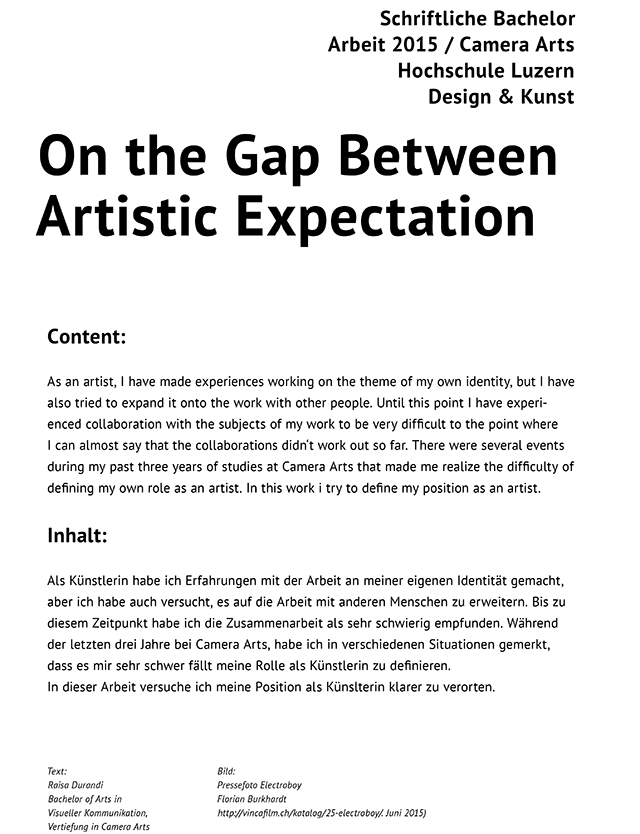 Schriftliche Bachelor
Arbeit 2015 / Camera Arts
Hochschule Luzern
Design & Kunst
On the Gap Between
Artistic Expectation
Content:
As an artist, I have made experiences working on the theme of my own identity, but I have
also tried to expand it onto the work with other people. Until this point I have experi-
enced collaboration with the subjects of my work to be very difficult to the point where
I can almost say that the collaborations didn't work out so far. There were several events
during my past three years of studies at Camera Arts that made me realize the difficulty of
defining my own role as an artist. In this work i try to define my position as an artist.
Inhalt:
Als Künstlerin habe ich Erfahrungen mit der Arbeit an meiner eigenen Identität gemacht,
aber ich habe auch versucht, es auf die Arbeit mit anderen Menschen zu erweitern. Bis zu
diesem Zeitpunkt habe ich die Zusammenarbeit als sehr schwierig empfunden. Während
der letzten drei Jahre bei Camera Arts, habe ich in verschiedenen Situationen gemerkt,
dass es mir sehr schwer fällt meine Rolle als Künstlerin zu definieren.
In dieser Arbeit versuche ich meine Position als Künslterin klarer zu verorten.
Text:
Raisa Durandi
Bachelor of Arts in
Visueller Kommunikation,
Vertiefung in Camera Arts
Bild:
Pressefoto Electroboy
Florian Burkhardt
http://vincafilm.ch/katalog/25-electroboy/. Juni 2015)